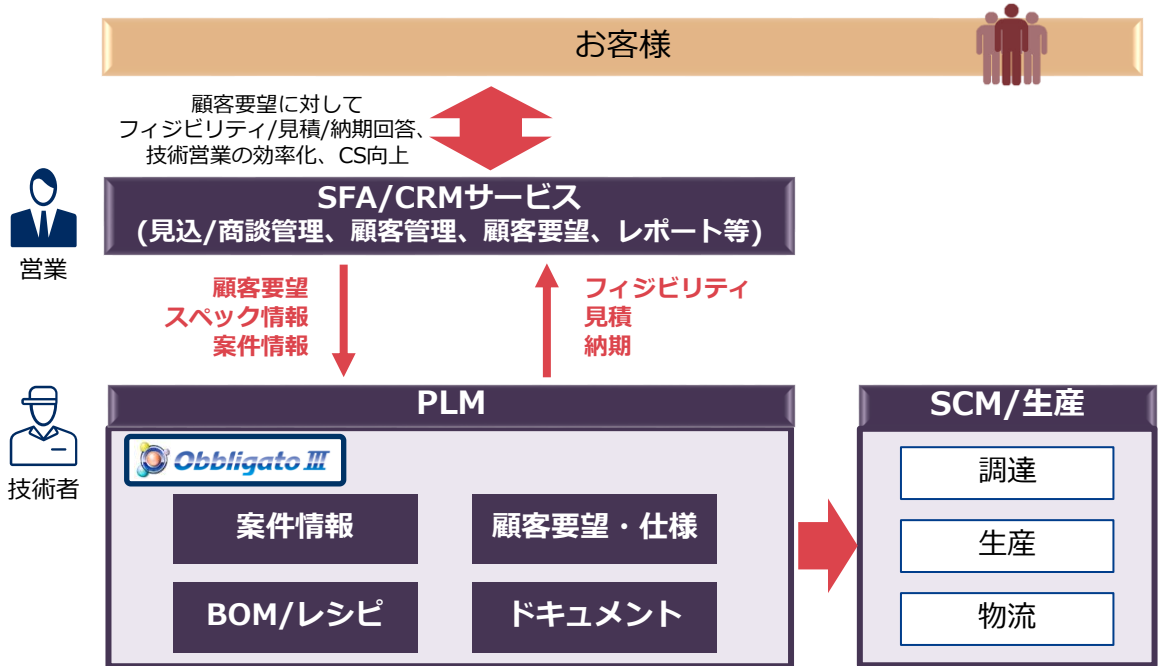 お客様
顧客要望に対して
フィジビリティ/見積/納期回答、
技術営業の効率化、CS向上
SFA/CRMサービス
(見込/商談管理、顧客管理、顧客要望、レポート等)
営業
顧客要望
スペック情報
案件情報
フィジビリティ
見積
納期
PLM
Obbligato III
技術者
案件情報
顧客要望・仕様
BOM/レシピ
ドキュメント
SCM/生産
調達
生産
物流